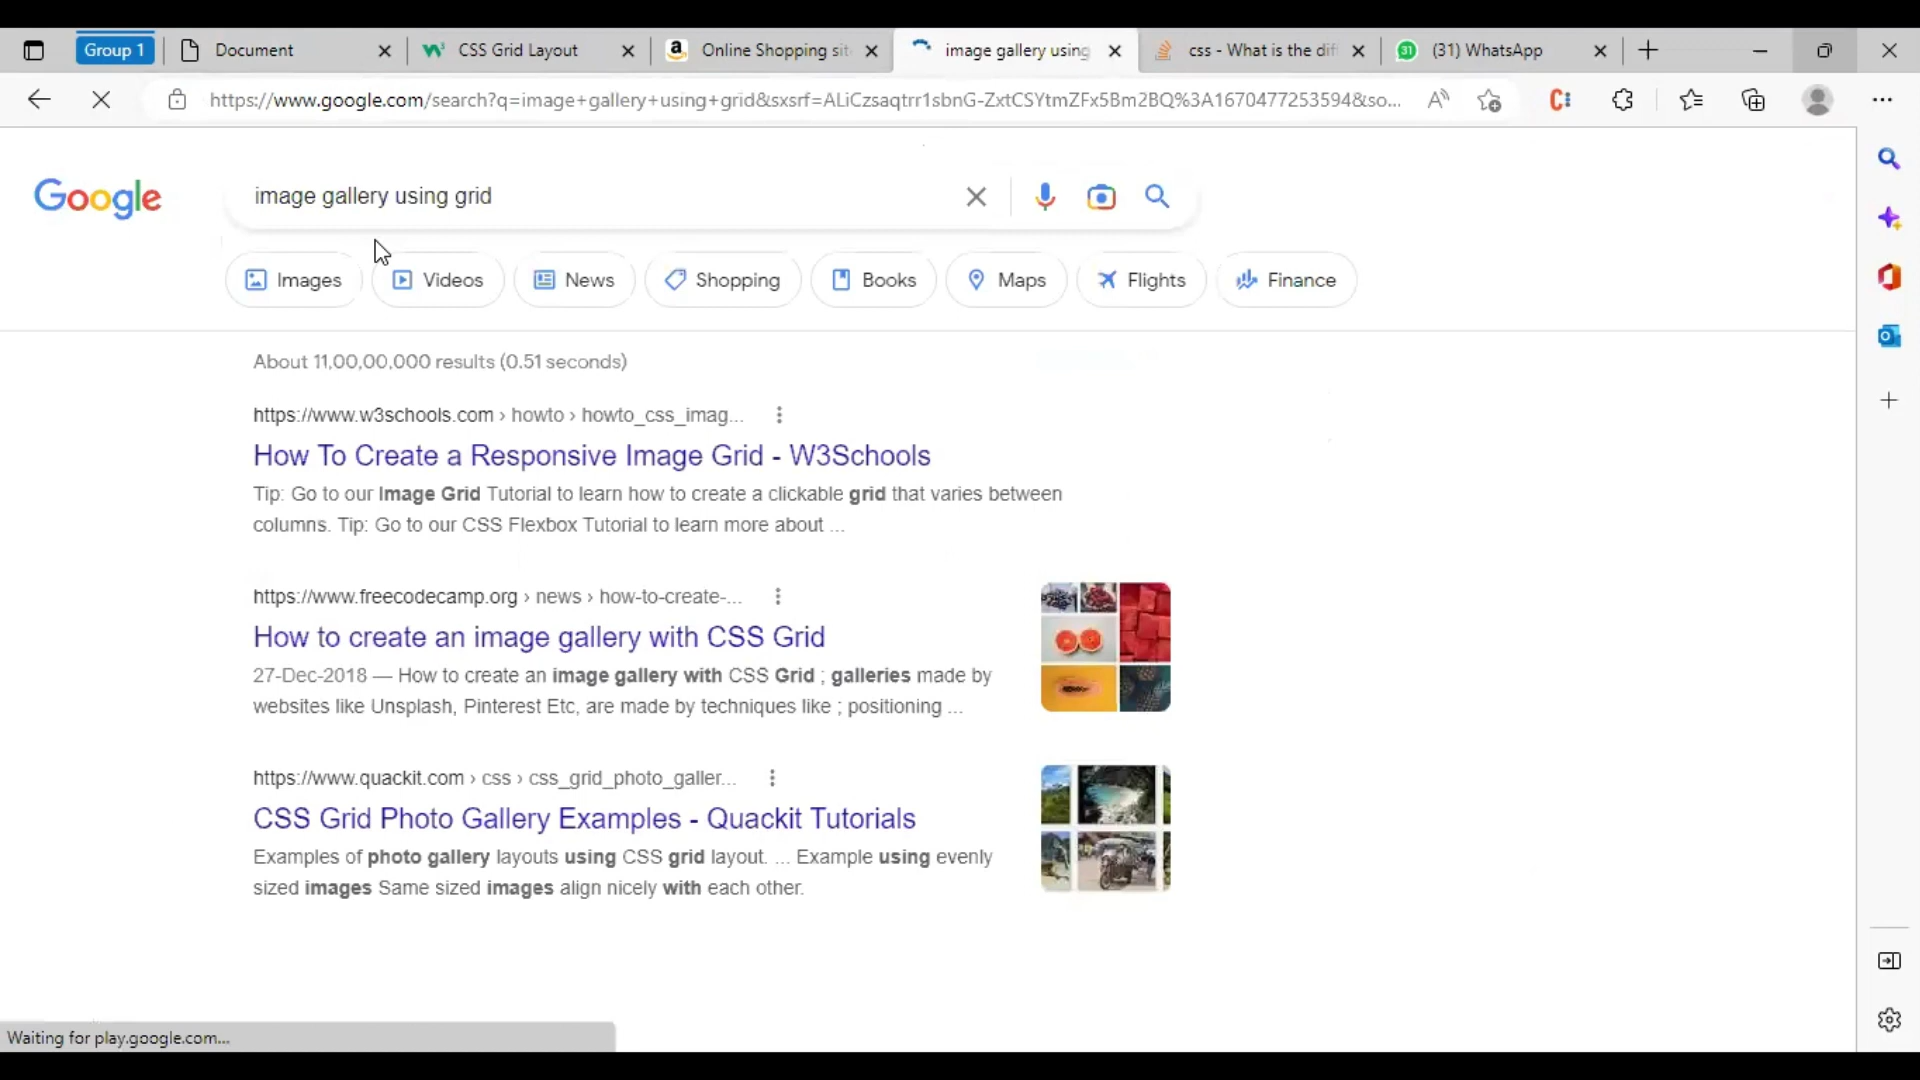 Group 1
Document
CSS Grid Layout
Online Shopping sit
image gallery using
css - What is the dif
(31) WhatsApp
https://www.google.com/search?q=image+gallery+using+grid&sxsrf=ALiCzsaqtrr1sbnG-ZxtCSYtmZFx5Bm2BQ%3A1670477253594&so...
Google
image gallery using grid
Images
Videos
News
Shopping
Books
Maps
Flights
Finance
About 11,00,00,000 results (0.51 seconds)
https://www.w3schools.com › howto › howto_css_imag...
How To Create a Responsive Image Grid - W3Schools
Tip: Go to our Image Grid Tutorial to learn how to create a clickable grid that varies between
columns. Tip: Go to our CSS Flexbox Tutorial to learn more about ...
https://www.freecodecamp.org › news › how-to-create-...
How to create an image gallery with CSS Grid
27-Dec-2018 — How to create an image gallery with CSS Grid ; galleries made by
websites like Unsplash, Pinterest Etc, are made by techniques like ; positioning ...
https://www.quackit.com › css › css_grid_photo_galler...
CSS Grid Photo Gallery Examples - Quackit Tutorials
Examples of photo gallery layouts using CSS grid layout. ... Example using evenly
sized images Same sized images align nicely with each other.
Waiting for play.google.com...